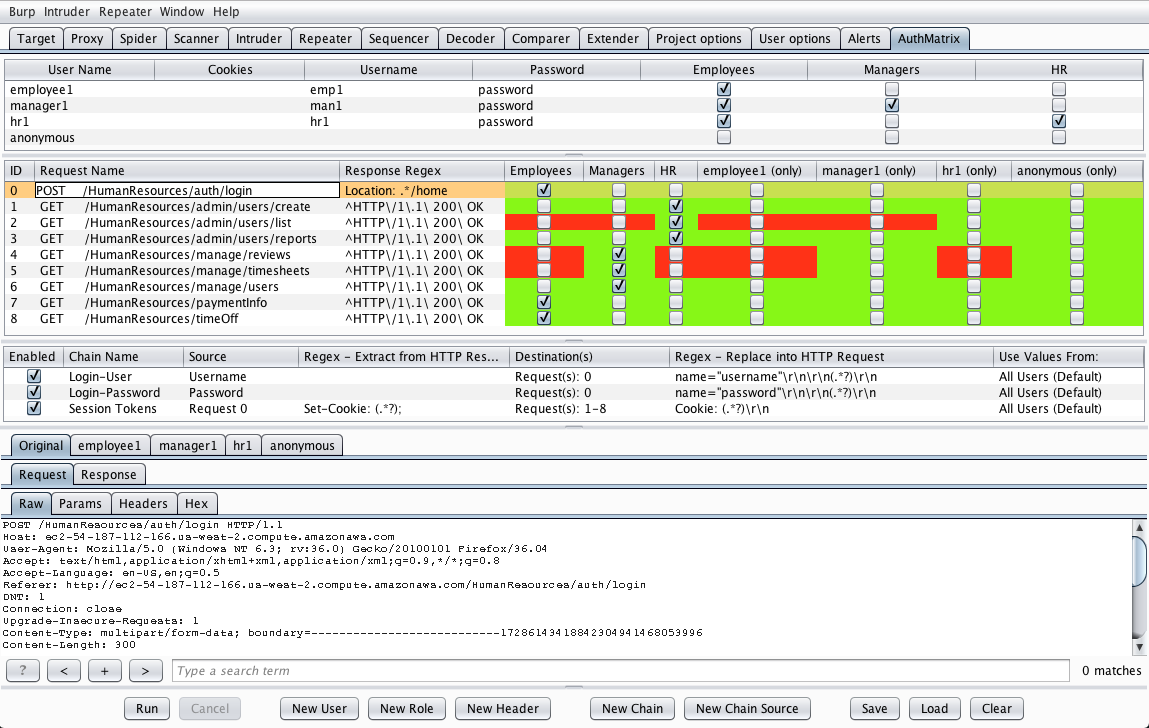 Burp Intruder Repeater Window Help
Target Proxy Spider Scanner Intruder Repeater Sequencer Decoder Comparer Extender Project options User options Alerts AuthMatrix
User Name Cookies Username Password Employees Managers HR
employee1 emp1 password
manager1 man1 password
hr1 hr1 password
anonymous
ID Request Name Response Regex Employees Managers HR employee1 (only) manager1 (only) hr1 (only) anonymous (only)
0 POST /HumanResources/auth/login Location: .*/home
1 GET /HumanResources/admin/users/create ^HTTP\/1\.1\ 200\ OK
2 GET /HumanResources/admin/users/list ^HTTP\/1\.1\ 200\ OK
3 GET /HumanResources/admin/users/reports ^HTTP\/1\.1\ 200\ OK
4 GET /HumanResources/manage/reviews ^HTTP\/1\.1\ 200\ OK
5 GET /HumanResources/manage/timesheets ^HTTP\/1\.1\ 200\ OK
6 GET /HumanResources/manage/users ^HTTP\/1\.1\ 200\ OK
7 GET /HumanResources/paymentInfo ^HTTP\/1\.1\ 200\ OK
8 GET /HumanResources/timeOff ^HTTP\/1\.1\ 200\ OK
Enabled Chain Name Source Regex - Extract from HTTP Res... Destination(s) Regex - Replace into HTTP Request Use Values From:
Login-User Username Request(s): 0 name="username"\r\n\r\n(.*?)\r\n All Users (Default)
Login-Password Password Request(s): 0 name="password"\r\n\r\n(.*?)\r\n All Users (Default)
Session Tokens Request 0 Set-Cookie: (.*?); Request(s): 1-8 Cookie: (.*?)\r\n All Users (Default)
Original employee1 manager1 hr1 anonymous
Request Response
Raw Params Headers Hex
POST /HumanResources/auth/login HTTP/1.1
Host: ec2-54-187-112-166.us-west-2.compute.amazonaws.com
User-Agent: Mozilla/5.0 (Windows NT 6.3; rv:36.0) Gecko/20100101 Firefox/36.04
Accept: text/html,application/xhtml+xml,application/xml;q=0.9,*/*;q=0.8
Accept-Language: en-US,en;q=0.5
Referer: http://ec2-54-187-112-166.us-west-2.compute.amazonaws.com/HumanResources/auth/login
DNT: 1
Connection: close
Upgrade-Insecure-Requests: 1
Content-Type: multipart/form-data; boundary=---------------------------17286143418842304941468053996
Content-Length: 300
? < + > Type a search term 0 matches
Run Cancel New User New Role New Header New Chain New Chain Source Save Load Clear